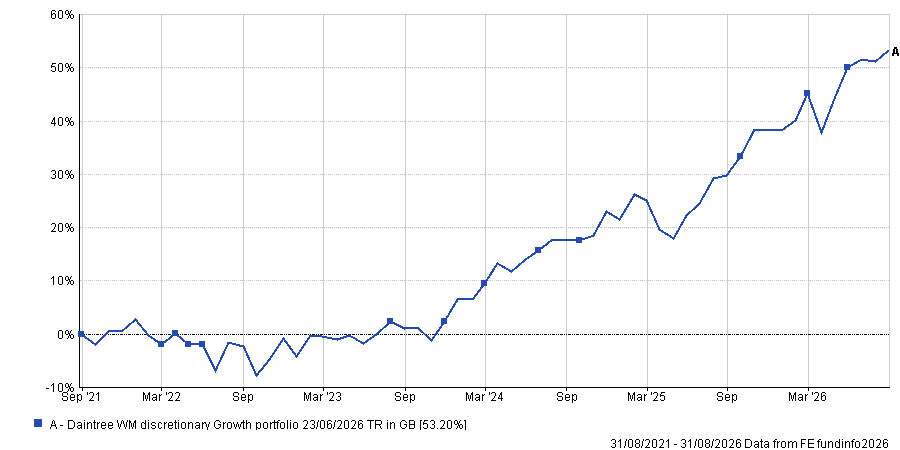 60%
50%
A
40%
30%
20%
10%
0%
-10%
Sep '21 Mar '22 Sep Mar '23 Sep Mar '24 Sep Mar '25 Sep Mar '26
A - Daintree WM discretionary Growth portfolio 23/06/2026 TR in GB [53.20%]
31/08/2021 - 31/08/2026 Data from FE fundinfo2026